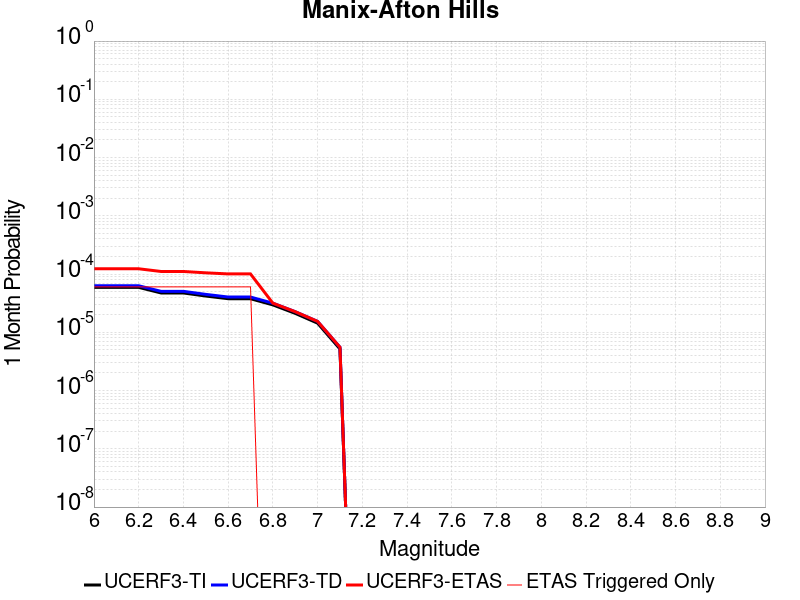 Manix-Afton Hills
10^0
10^-1
10^-2
10^-3
10^-4
10^-5
10^-6
10^-7
10^-8
1 Month Probability
6 6.2 6.4 6.6 6.8 7 7.2 7.4 7.6 7.8 8 8.2 8.4 8.6 8.8 9
Magnitude
UCERF3-TI UCERF3-TD UCERF3-ETAS ETAS Triggered Only